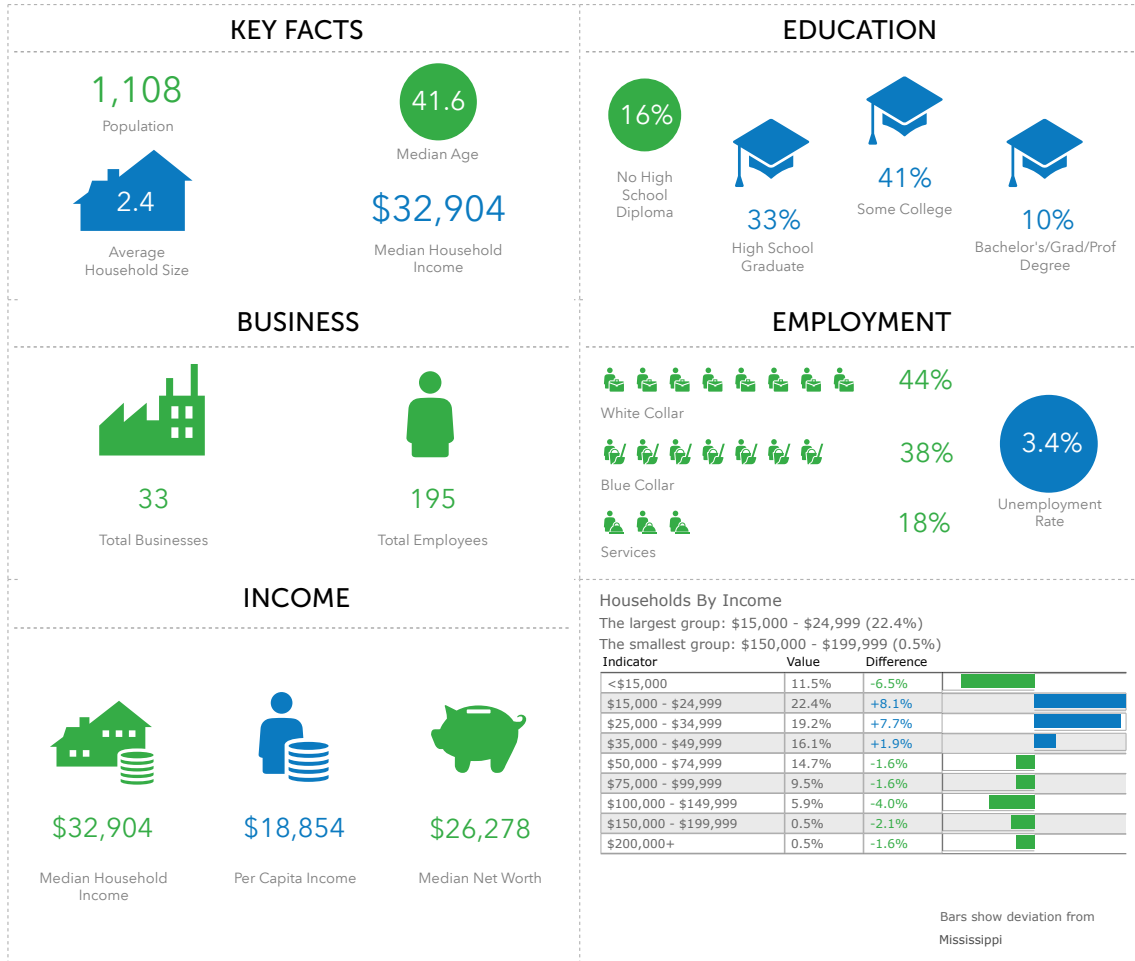 KEY FACTS
1,108
Population
41.6
Median Age
2.4
Average
Household Size
$32,904
Median Household
Income
EDUCATION
16%
No High
School
Diploma
33%
High School
Graduate
41%
Some College
10%
Bachelor's/Grad/Prof
Degree
BUSINESS
33
Total Businesses
195
Total Employees
EMPLOYMENT
44%
White Collar
38%
Blue Collar
18%
Services
3.4%
Unemployment
Rate
INCOME
$32,904
Median Household
Income
$18,854
Per Capita Income
$26,278
Median Net Worth
Households By Income
The largest group: $15,000 - $24,999 (22.4%)
The smallest group: $150,000 - $199,999 (0.5%)
Indicator Value Difference
<$15,000 11.5% -6.5%
$15,000 - $24,999 22.4% +8.1%
$25,000 - $34,999 19.2% +7.7%
$35,000 - $49,999 16.1% +1.9%
$50,000 - $74,999 14.7% -1.6%
$75,000 - $99,999 9.5% -1.6%
$100,000 - $149,999 5.9% -4.0%
$150,000 - $199,999 0.5% -2.1%
$200,000+ 0.5% -1.6%
Bars show deviation from
Mississippi